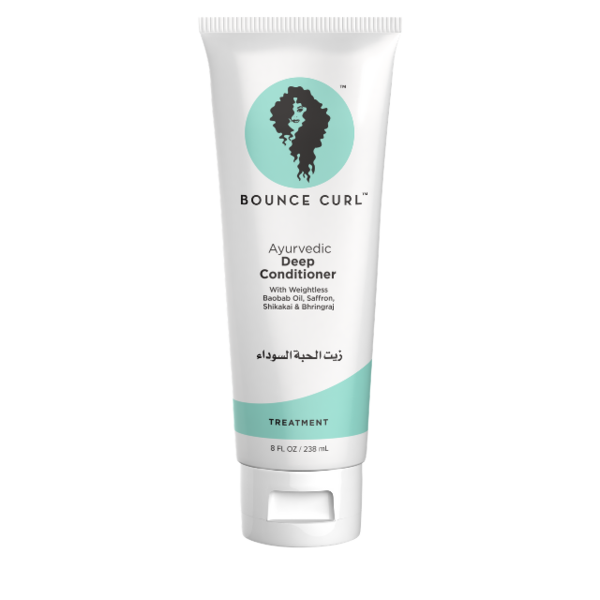 ™
BOUNCE CURL™
Ayurvedic
Deep
Conditioner
With Weightless
Baobab Oil, Saffron,
Shikakai & Bhringraj
زيت الحبة السوداء
TREATMENT
8 FL OZ / 238 mL